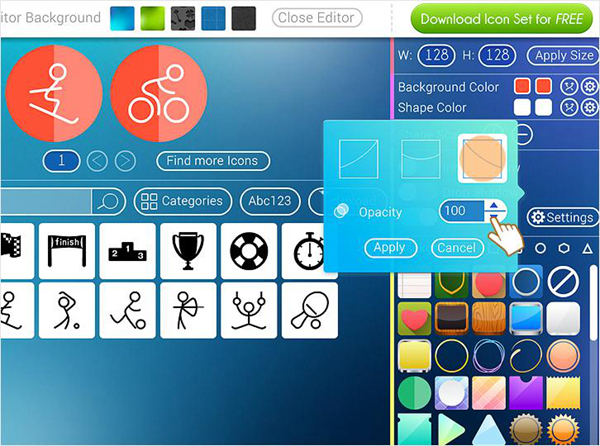 itor Background
Close Editor
Download Icon Set for FREE
W: 128 H: 128 Apply Size
Background Color
Shape Color
1
Find more Icons
Categories
Abc123
Opacity
100
Settings
Apply
Cancel
finish
2 1 3